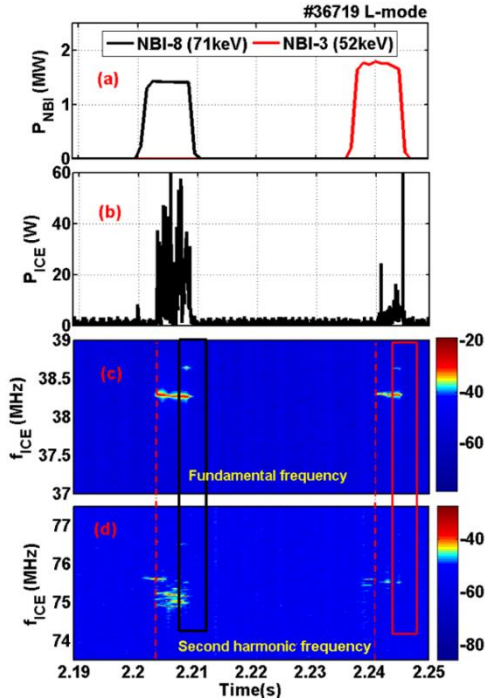 #36719 L-mode
NBI-8 (71keV) NBI-3 (52keV)
P_NBI (MW)
2
1
0
(a)
P_ICE (W)
60
40
20
0
(b)
f_ICE (MHz)
39
38.5
38
37.5
37
(c)
Fundamental frequency
-20
-40
-60
f_ICE (MHz)
77
76
75
74
(d)
Second harmonic frequency
-40
-60
-80
2.19 2.2 2.21 2.22 2.23 2.24 2.25
Time(s)